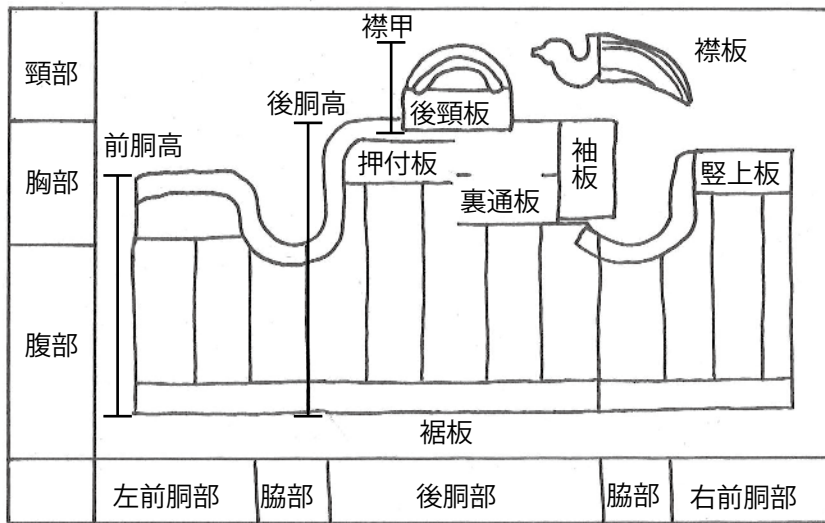 襟甲
頸部
襟板
後胴高
後頸板
前胴高
胸部
押付板
袖板
竪上板
裏通板
腹部
裾板
左前胴部
脇部
後胴部
脇部
右前胴部